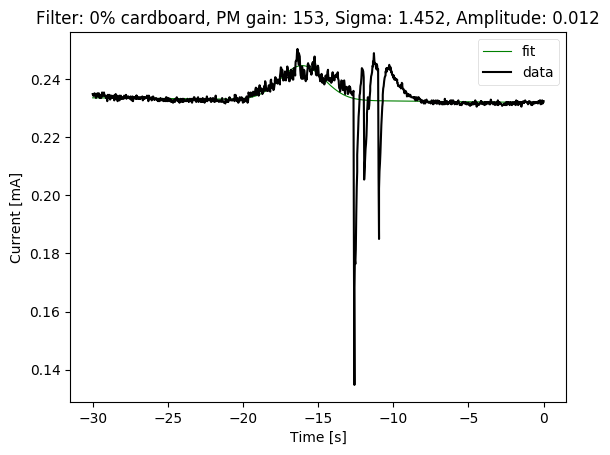 Filter: 0% cardboard, PM gain: 153, Sigma: 1.452, Amplitude: 0.012
fit
data
0.24
0.22
0.20
0.18
0.16
0.14
Current [mA]
−30 −25 −20 −15 −10 −5 0
Time [s]